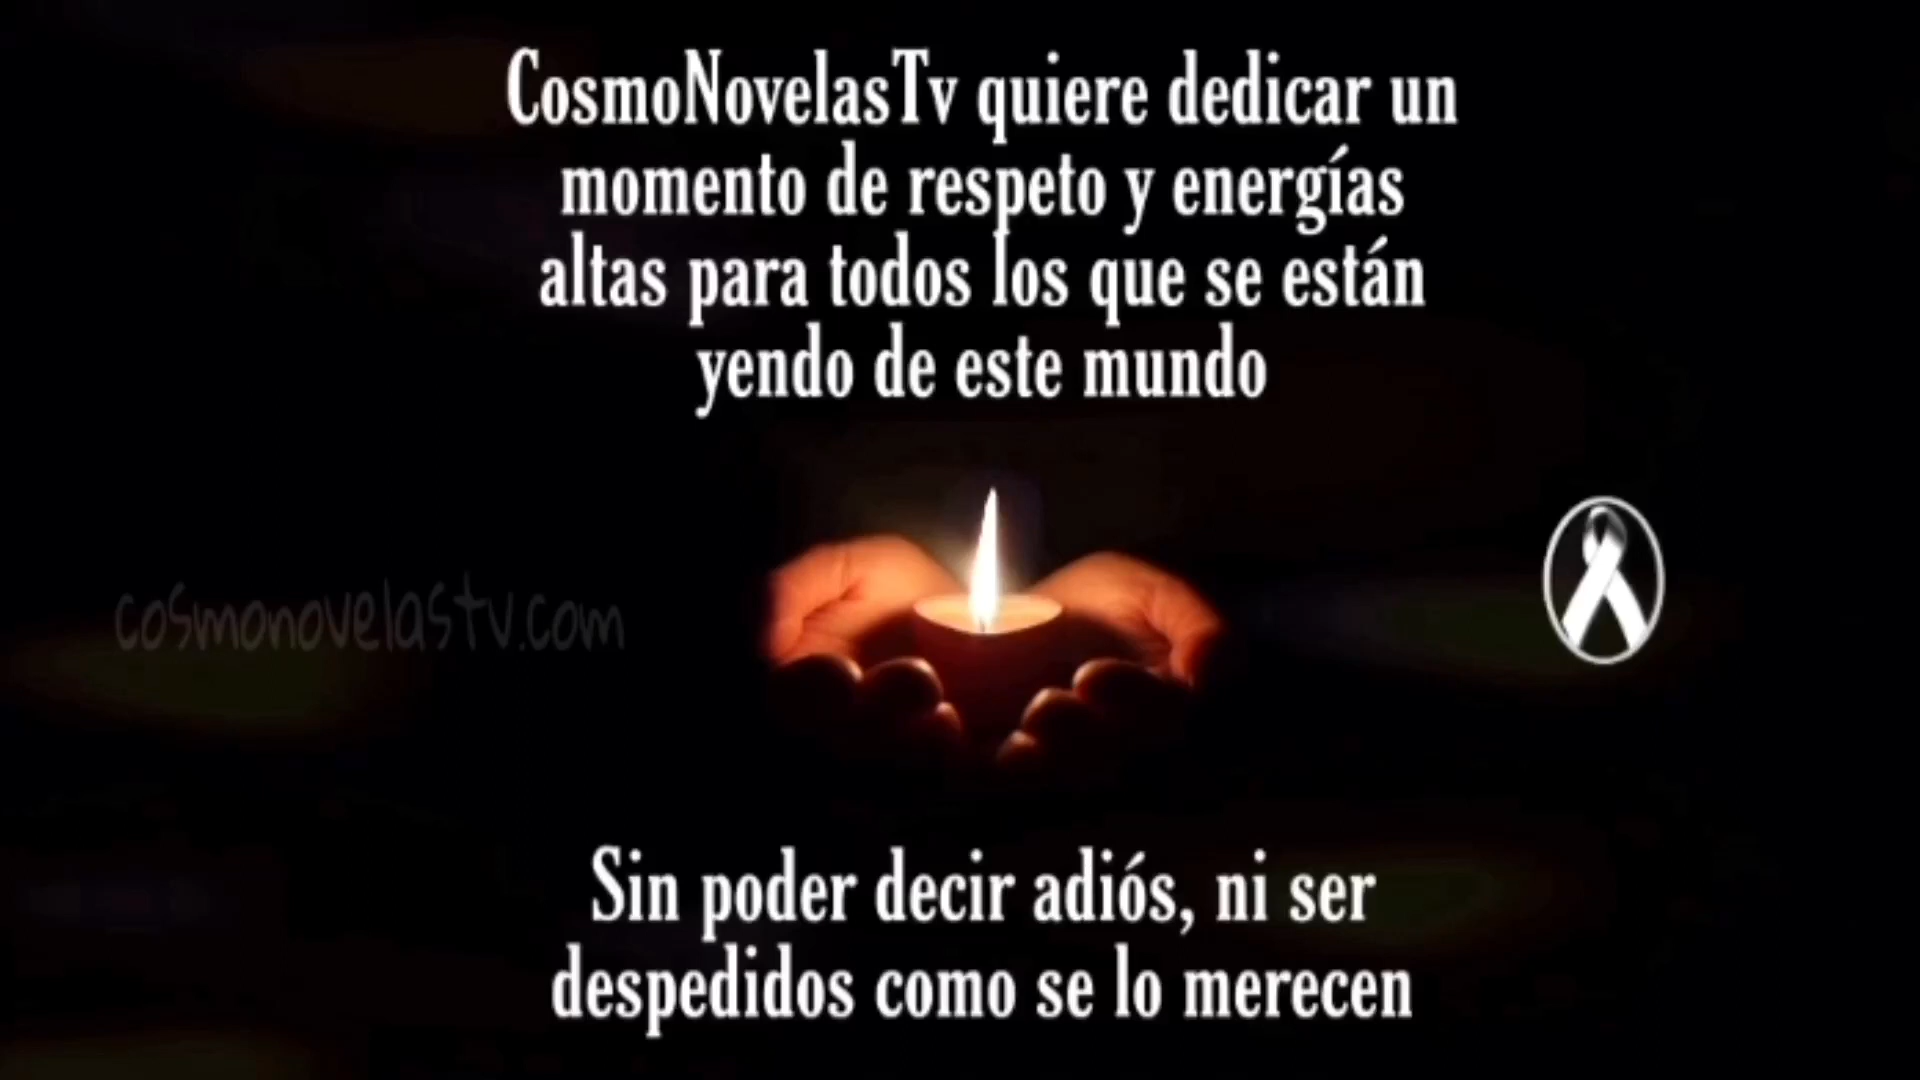 CosmoNovelasTv quiere dedicar un
momento de respeto y energías
altas para todos los que se están
yendo de este mundo
cosmonovelastv.com
Sin poder decir adiós, ni ser
despedidos como se lo merecen